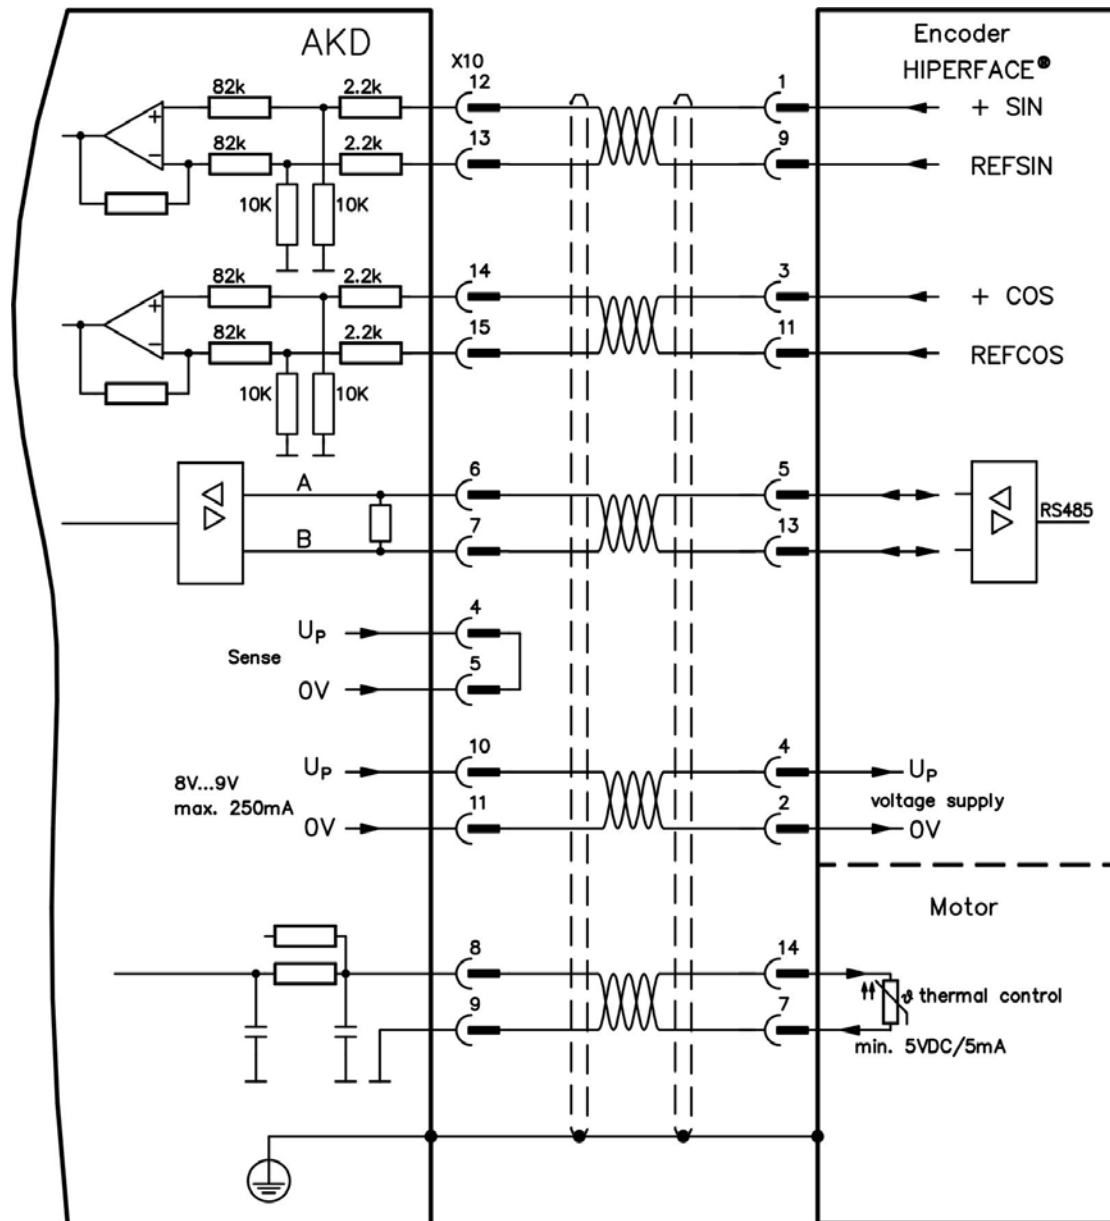 AKD
X10
Encoder
HIPERFACE®
82k
2.2k
12
1
+ SIN
+
82k
2.2k
13
9
REFSIN
−
10K
10K
82k
2.2k
14
3
+ COS
+
82k
2.2k
15
11
REFCOS
−
10K
10K
A
6
5
RS485
B
7
13
UP
4
Sense
0V
5
8V...9V
max. 250mA
UP
10
4
UP
voltage supply
0V
11
2
0V
Motor
8
14
ϑ thermal control
9
7
min. 5VDC/5mA